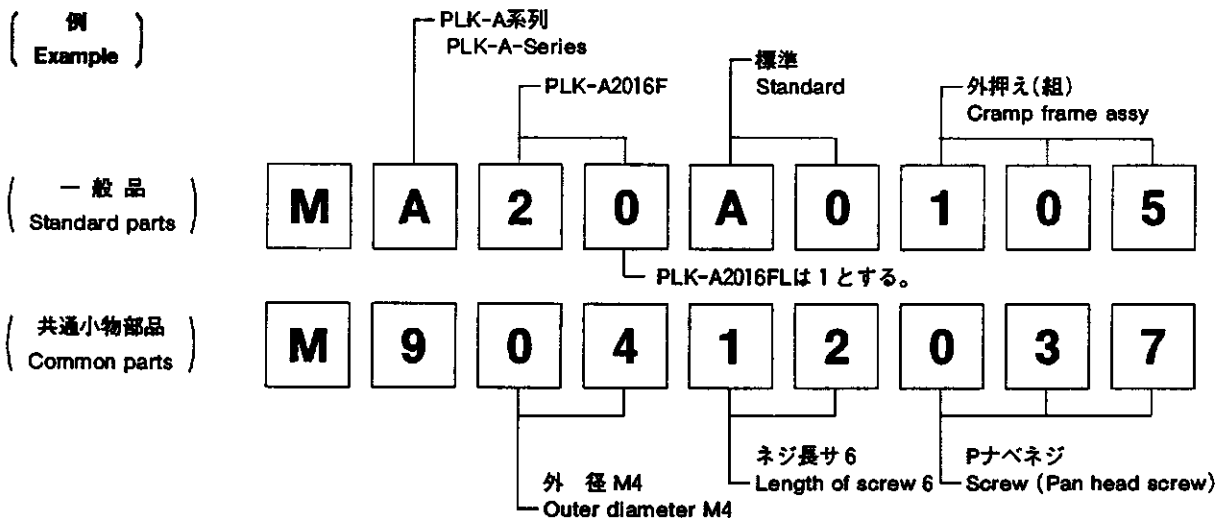 例
Example
PLK-A系列
PLK-A-Series
PLK-A2016F
標準
Standard
外押え(組)
Cramp frame assy
一般品
Standard parts
M A 2 0 A 0 1 0 5
PLK-A2016FLは1とする。
共通小物部品
Common parts
M 9 0 4 1 2 0 3 7
外 径 M4
Outer diameter M4
ネジ長サ6
Length of screw 6
Pナベネジ
Screw (Pan head screw)